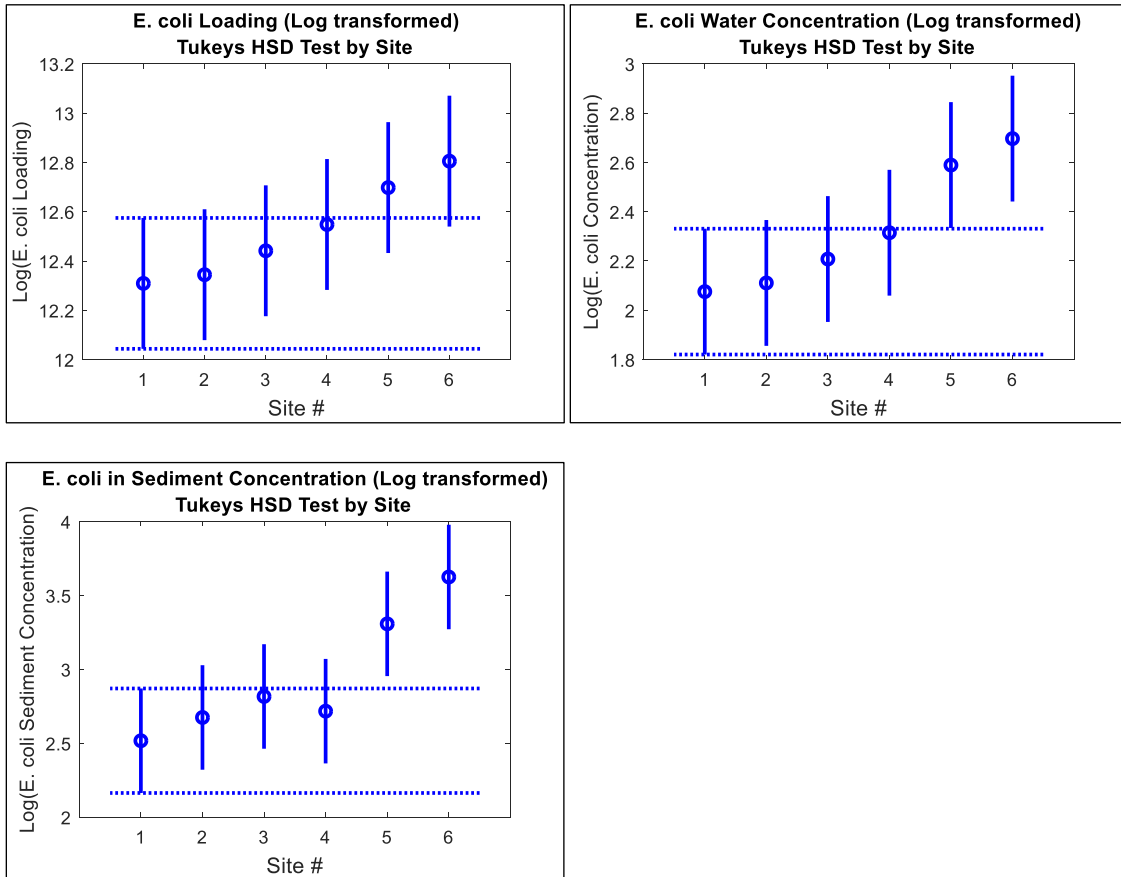 E. coli Loading (Log transformed)
Tukeys HSD Test by Site
13.2
13
12.8
12.6
12.4
12.2
12
Log(E. coli Loading)
1 2 3 4 5 6
Site #
E. coli Water Concentration (Log transformed)
Tukeys HSD Test by Site
3
2.8
2.6
2.4
2.2
2
1.8
Log(E. coli Concentration)
1 2 3 4 5 6
Site #
E. coli in Sediment Concentration (Log transformed)
Tukeys HSD Test by Site
4
3.5
3
2.5
2
Log(E. coli Sediment Concentration)
1 2 3 4 5 6
Site #